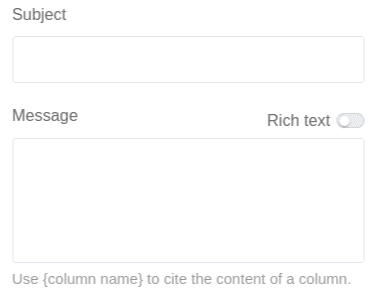 Subject
Message
Rich text
Use {column name} to cite the content of a column.